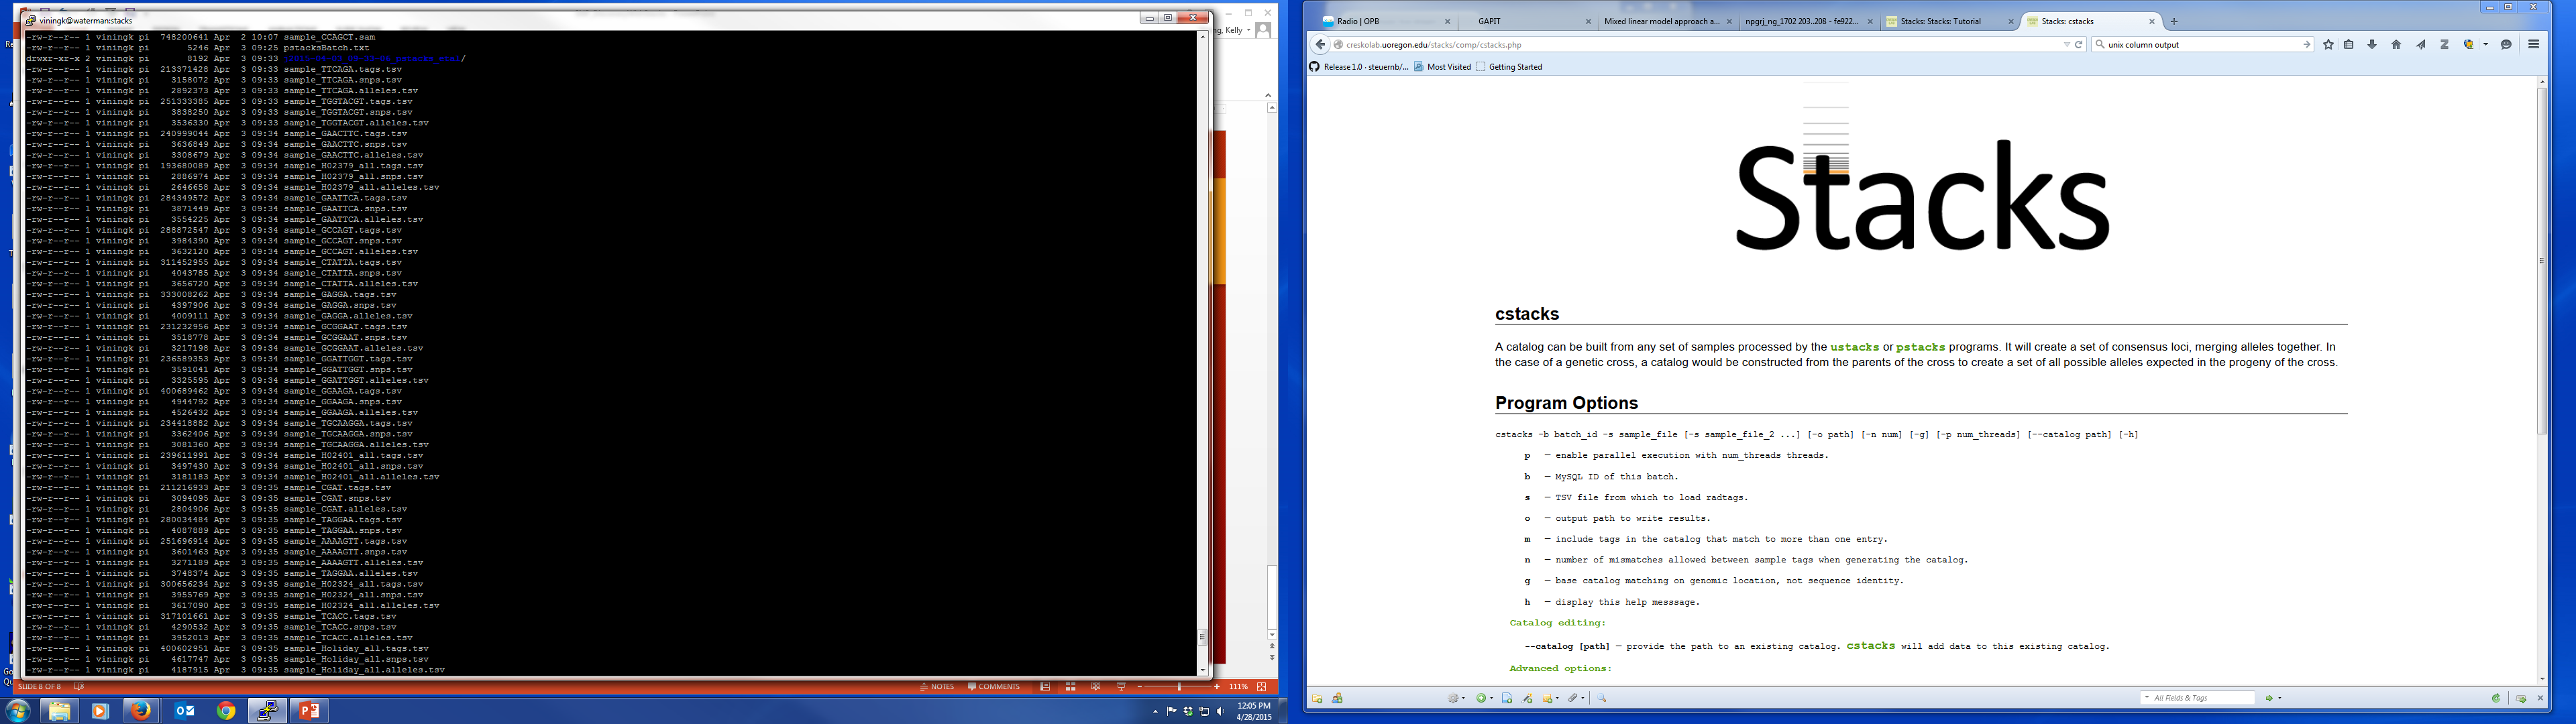 viningk@waterman:stacks
-rw-r--r-- 1 viningk pi 748200641 Apr 2 10:07 sample_CCAGCT.sam
-rw-r--r-- 1 viningk pi 5246 Apr 3 09:25 pstacksBatch.txt
drwxr-xr-x 2 viningk pi 8192 Apr 3 09:33
-rw-r--r-- 1 viningk pi 213371428 Apr 3 09:33 sample_TTCAGA.tags.tsv
-rw-r--r-- 1 viningk pi 3158072 Apr 3 09:33 sample_TTCAGA.snps.tsv
-rw-r--r-- 1 viningk pi 2892373 Apr 3 09:33 sample_TTCAGA.alleles.tsv
-rw-r--r-- 1 viningk pi 251333385 Apr 3 09:33 sample_TGGTACGT.tags.tsv
-rw-r--r-- 1 viningk pi 3838250 Apr 3 09:33 sample_TGGTACGT.snps.tsv
-rw-r--r-- 1 viningk pi 3536330 Apr 3 09:33 sample_TGGTACGT.alleles.tsv
-rw-r--r-- 1 viningk pi 240999044 Apr 3 09:34 sample_GAACTTC.tags.tsv
-rw-r--r-- 1 viningk pi 3636849 Apr 3 09:34 sample_GAACTTC.snps.tsv
-rw-r--r-- 1 viningk pi 3308679 Apr 3 09:34 sample_GAACTTC.alleles.tsv
-rw-r--r-- 1 viningk pi 193680089 Apr 3 09:34 sample_H02379_all.tags.tsv
-rw-r--r-- 1 viningk pi 2886974 Apr 3 09:34 sample_H02379_all.snps.tsv
-rw-r--r-- 1 viningk pi 2646658 Apr 3 09:34 sample_H02379_all.alleles.tsv
-rw-r--r-- 1 viningk pi 284349572 Apr 3 09:34 sample_GAATTCA.tags.tsv
-rw-r--r-- 1 viningk pi 3871449 Apr 3 09:34 sample_GAATTCA.snps.tsv
-rw-r--r-- 1 viningk pi 3554225 Apr 3 09:34 sample_GAATTCA.alleles.tsv
-rw-r--r-- 1 viningk pi 288872547 Apr 3 09:34 sample_GCCAGT.tags.tsv
-rw-r--r-- 1 viningk pi 3984390 Apr 3 09:34 sample_GCCAGT.snps.tsv
-rw-r--r-- 1 viningk pi 3632120 Apr 3 09:34 sample_GCCAGT.alleles.tsv
-rw-r--r-- 1 viningk pi 311452955 Apr 3 09:34 sample_CTATTA.tags.tsv
-rw-r--r-- 1 viningk pi 4043785 Apr 3 09:34 sample_CTATTA.snps.tsv
-rw-r--r-- 1 viningk pi 3656720 Apr 3 09:34 sample_CTATTA.alleles.tsv
-rw-r--r-- 1 viningk pi 333008262 Apr 3 09:34 sample_GAGGA.tags.tsv
-rw-r--r-- 1 viningk pi 4397906 Apr 3 09:34 sample_GAGGA.snps.tsv
-rw-r--r-- 1 viningk pi 4009111 Apr 3 09:34 sample_GAGGA.alleles.tsv
-rw-r--r-- 1 viningk pi 231232956 Apr 3 09:34 sample_GCGGAAT.tags.tsv
-rw-r--r-- 1 viningk pi 3518778 Apr 3 09:34 sample_GCGGAAT.snps.tsv
-rw-r--r-- 1 viningk pi 3217198 Apr 3 09:34 sample_GCGGAAT.alleles.tsv
-rw-r--r-- 1 viningk pi 236589353 Apr 3 09:34 sample_GGATTGGT.tags.tsv
-rw-r--r-- 1 viningk pi 3591041 Apr 3 09:34 sample_GGATTGGT.snps.tsv
-rw-r--r-- 1 viningk pi 3325595 Apr 3 09:34 sample_GGATTGGT.alleles.tsv
-rw-r--r-- 1 viningk pi 400689462 Apr 3 09:34 sample_GGAAGA.tags.tsv
-rw-r--r-- 1 viningk pi 4944792 Apr 3 09:34 sample_GGAAGA.snps.tsv
-rw-r--r-- 1 viningk pi 4526432 Apr 3 09:34 sample_GGAAGA.alleles.tsv
-rw-r--r-- 1 viningk pi 234418882 Apr 3 09:34 sample_TGCAAGGA.tags.tsv
-rw-r--r-- 1 viningk pi 3362406 Apr 3 09:34 sample_TGCAAGGA.snps.tsv
-rw-r--r-- 1 viningk pi 3081360 Apr 3 09:34 sample_TGCAAGGA.alleles.tsv
-rw-r--r-- 1 viningk pi 239611991 Apr 3 09:34 sample_H02401_all.tags.tsv
-rw-r--r-- 1 viningk pi 3497430 Apr 3 09:34 sample_H02401_all.snps.tsv
-rw-r--r-- 1 viningk pi 3181183 Apr 3 09:34 sample_H02401_all.alleles.tsv
-rw-r--r-- 1 viningk pi 211216933 Apr 3 09:35 sample_CGAT.tags.tsv
-rw-r--r-- 1 viningk pi 3094095 Apr 3 09:35 sample_CGAT.snps.tsv
-rw-r--r-- 1 viningk pi 2804906 Apr 3 09:35 sample_CGAT.alleles.tsv
-rw-r--r-- 1 viningk pi 280034484 Apr 3 09:35 sample_TAGGAA.tags.tsv
-rw-r--r-- 1 viningk pi 4087889 Apr 3 09:35 sample_TAGGAA.snps.tsv
-rw-r--r-- 1 viningk pi 251696914 Apr 3 09:35 sample_AAAAGTT.tags.tsv
-rw-r--r-- 1 viningk pi 3601463 Apr 3 09:35 sample_AAAAGTT.snps.tsv
-rw-r--r-- 1 viningk pi 3271189 Apr 3 09:35 sample_AAAAGTT.alleles.tsv
-rw-r--r-- 1 viningk pi 3748374 Apr 3 09:35 sample_TAGGAA.alleles.tsv
-rw-r--r-- 1 viningk pi 300656234 Apr 3 09:35 sample_H02324_all.tags.tsv
-rw-r--r-- 1 viningk pi 3955769 Apr 3 09:35 sample_H02324_all.snps.tsv
-rw-r--r-- 1 viningk pi 3617090 Apr 3 09:35 sample_H02324_all.alleles.tsv
-rw-r--r-- 1 viningk pi 317101661 Apr 3 09:35 sample_TCACC.tags.tsv
-rw-r--r-- 1 viningk pi 4290532 Apr 3 09:35 sample_TCACC.snps.tsv
-rw-r--r-- 1 viningk pi 3952013 Apr 3 09:35 sample_TCACC.alleles.tsv
-rw-r--r-- 1 viningk pi 400602951 Apr 3 09:35 sample_Holiday_all.tags.tsv
-rw-r--r-- 1 viningk pi 4617747 Apr 3 09:35 sample_Holiday_all.snps.tsv
-rw-r--r-- 1 viningk pi 4187915 Apr 3 09:35 sample_Holiday_all.alleles.tsv
ng, Kelly
SLIDE 8 OF 8 NOTES COMMENTS 111%
12:05 PM
4/28/2015
Radio | OPB GAPIT Mixed linear model approach a... npgrj_ng_1702 203..208 - fe922... Stacks: Stacks: Tutorial Stacks: cstacks
creskolab.uoregon.edu/stacks/comp/cstacks.php unix column output
Release 1.0 · steuernb/... Most Visited Getting Started
Stacks
cstacks
A catalog can be built from any set of samples processed by the ustacks or pstacks programs. It will create a set of consensus loci, merging alleles together. In
the case of a genetic cross, a catalog would be constructed from the parents of the cross to create a set of all possible alleles expected in the progeny of the cross.
Program Options
cstacks -b batch_id -s sample_file [-s sample_file_2 ...] [-o path] [-n num] [-g] [-p num_threads] [--catalog path] [-h]
p — enable parallel execution with num_threads threads.
b — MySQL ID of this batch.
s — TSV file from which to load radtags.
o — output path to write results.
m — include tags in the catalog that match to more than one entry.
n — number of mismatches allowed between sample tags when generating the catalog.
g — base catalog matching on genomic location, not sequence identity.
h — display this help messsage.
Catalog editing:
--catalog [path] — provide the path to an existing catalog. cstacks will add data to this existing catalog.
Advanced options:
All Fields & Tags